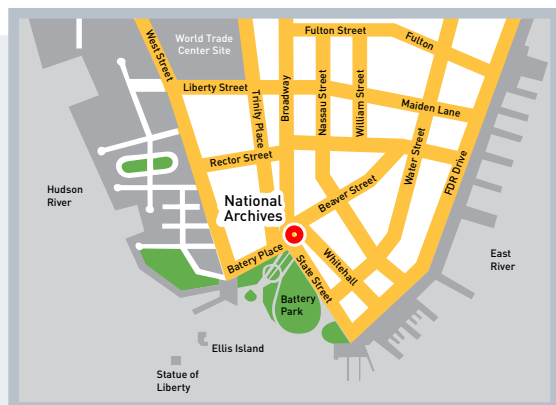 World Trade
Center Site
Fulton Street
Fulton
West Street
Liberty Street
Trinity Place
Broadway
Nassau Street
William Street
Maiden Lane
Water Street
FDR Drive
Rector Street
Hudson
River
National
Archives
Beaver Street
Batery Place
State Street
Whitehall
East
River
Battery
Park
Ellis Island
Statue of
Liberty